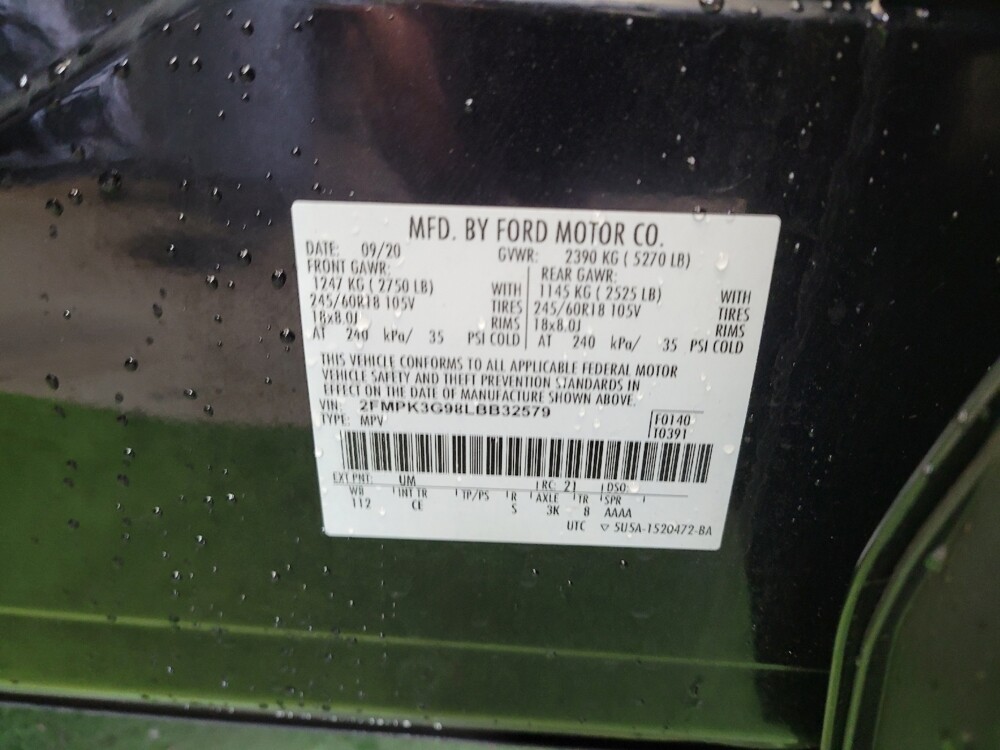 MFD. BY FORD MOTOR CO.
DATE: 09/20 GVWR: 2390 KG ( 5270 LB)
FRONT GAWR: REAR GAWR:
1247 KG ( 2750 LB) WITH 1145 KG ( 2525 LB) WITH
245/60R18 105V TIRES 245/60R18 105V TIRES
18x8.0J RIMS 18x8.0J RIMS
AT 240 kPa/ 35 PSI COLD AT 240 kPa/ 35 PSI COLD
THIS VEHICLE CONFORMS TO ALL APPLICABLE FEDERAL MOTOR
VEHICLE SAFETY AND THEFT PREVENTION STANDARDS IN
EFFECT ON THE DATE OF MANUFACTURE SHOWN ABOVE.
VIN: 2FMPK3G98LBB32579
TYPE: MPV
F0140
T0391
EXT PNT: UM RC: 21 DSO:
WB INT TR TP/PS R AXLE TR SPR
112 CE S 3K 8 AAAA
UTC ▽ 5U5A-1520472-BA